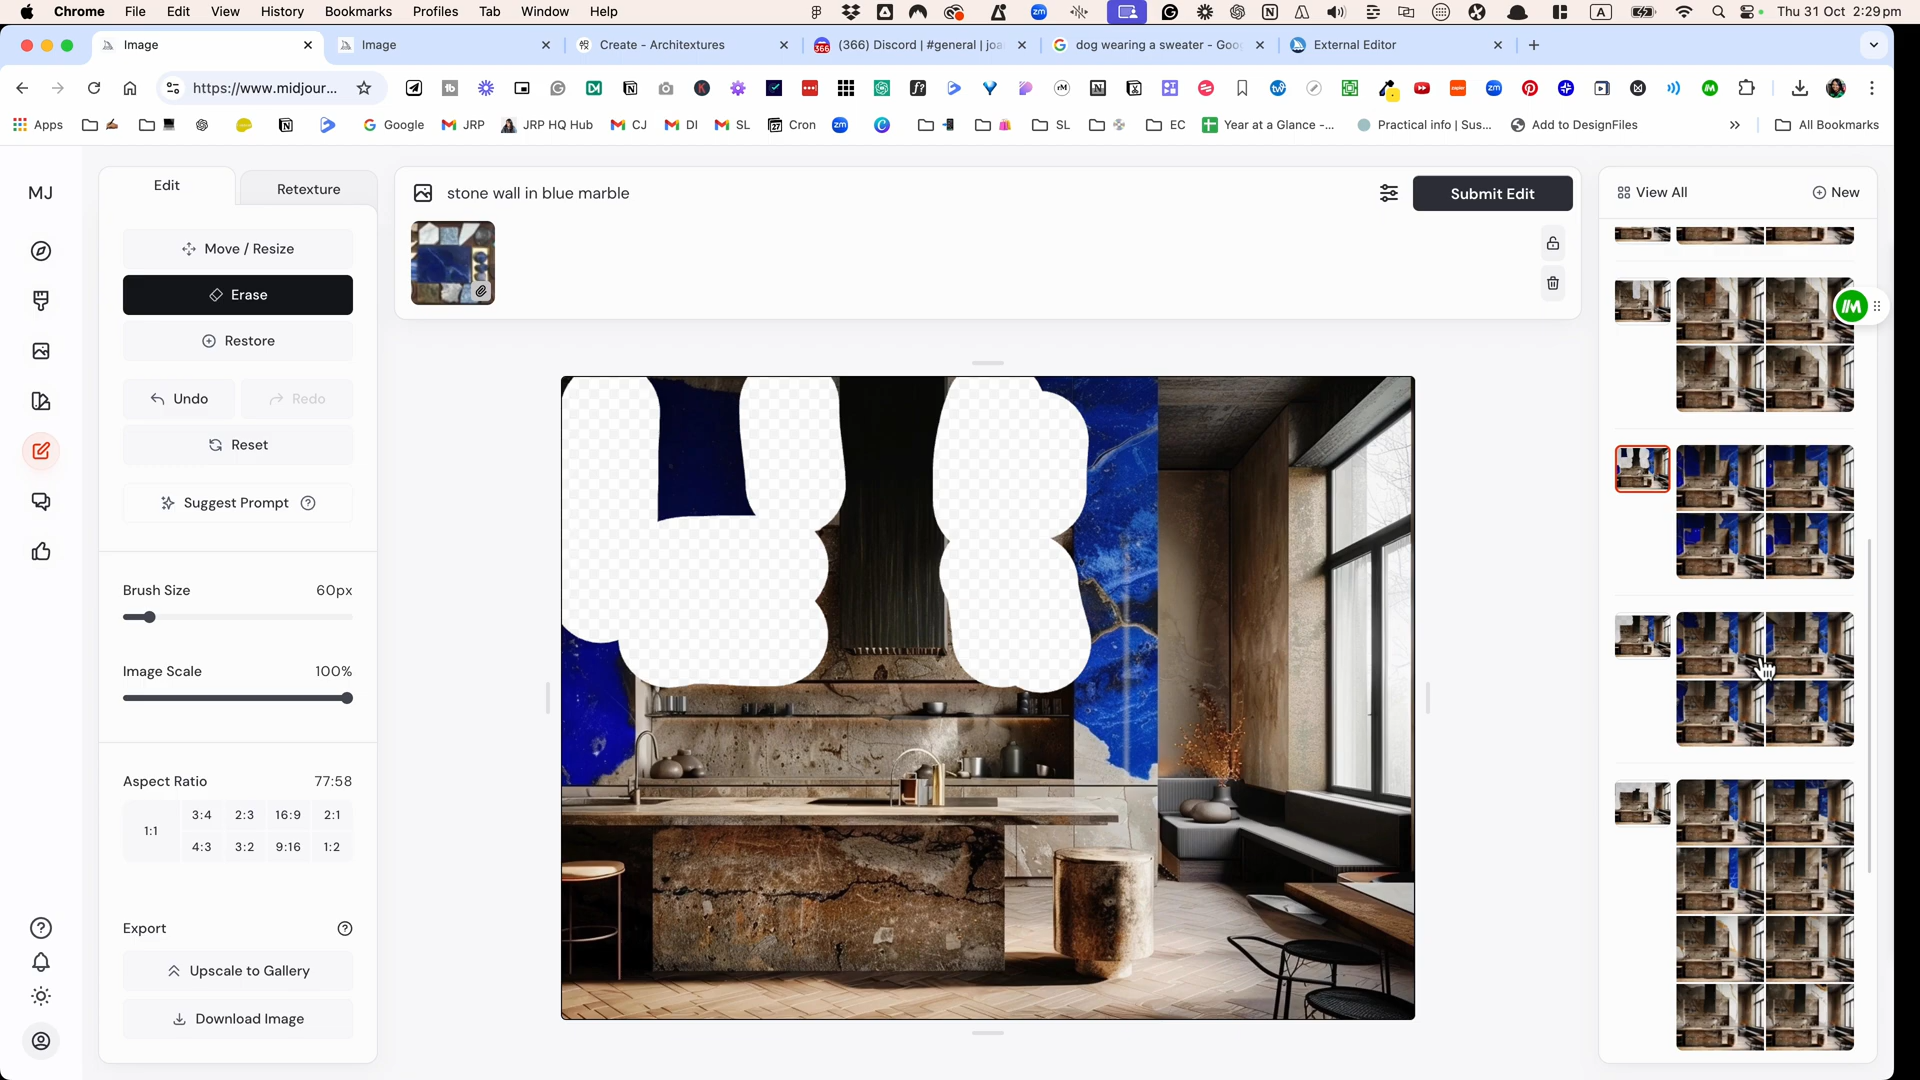 Chrome File Edit View History Bookmarks Profiles Tab Window Help
Thu 31 Oct 2:29 pm
Image
Image
Create - Architextures
(366) Discord | #general | joa
dog wearing a sweater - Goo
External Editor
https://www.midjour...
Apps
Google
JRP
JRP HQ Hub
CJ
DI
SL
Cron
SL
EC
Year at a Glance -...
Practical info | Sus...
Add to DesignFiles
All Bookmarks
MJ
Edit
Retexture
stone wall in blue marble
Submit Edit
View All
New
Move / Resize
Erase
Restore
Undo
Redo
Reset
Suggest Prompt
Brush Size 60px
Image Scale 100%
Aspect Ratio 77:58
1:1
3:4 2:3 16:9 2:1
4:3 3:2 9:16 1:2
Export
Upscale to Gallery
Download Image